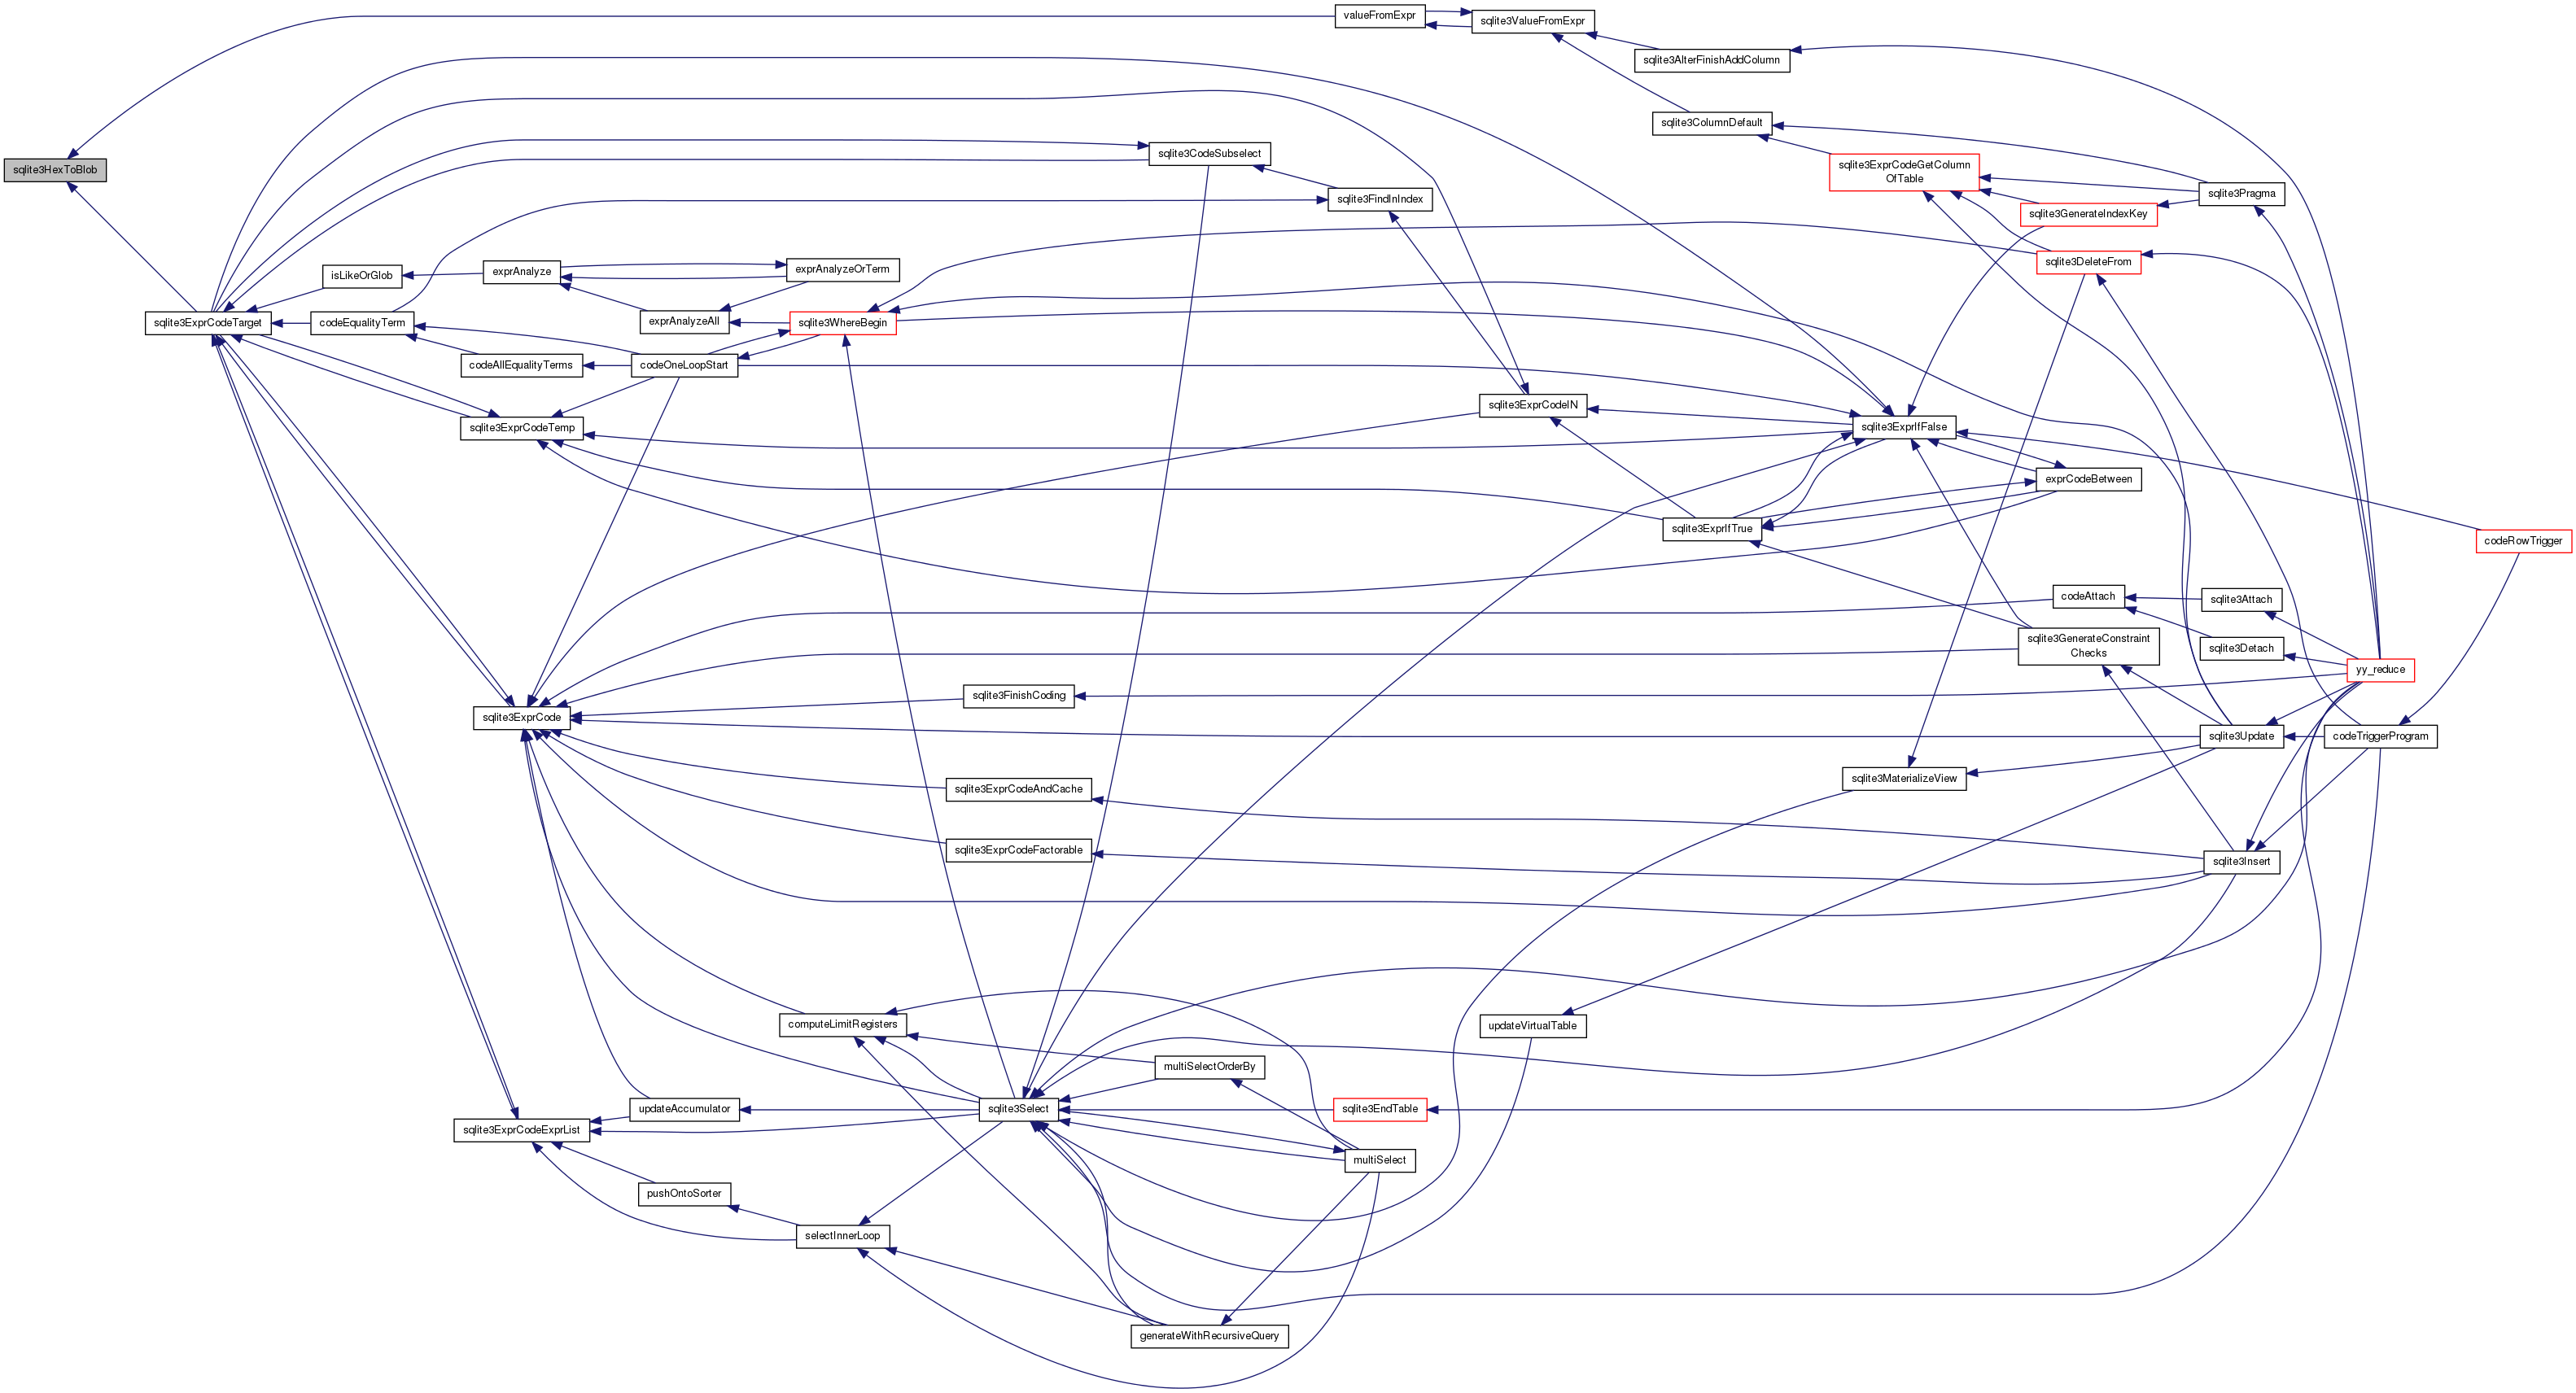 valueFromExpr
sqlite3ValueFromExpr
sqlite3AlterFinishAddColumn
sqlite3ColumnDefault
sqlite3HexToBlob
sqlite3CodeSubselect
sqlite3ExprCodeGetColumn
OfTable
sqlite3FindInIndex
sqlite3Pragma
sqlite3GenerateIndexKey
sqlite3DeleteFrom
isLikeOrGlob
exprAnalyze
exprAnalyzeOrTerm
sqlite3ExprCodeTarget
codeEqualityTerm
exprAnalyzeAll
sqlite3WhereBegin
codeAllEqualityTerms
codeOneLoopStart
sqlite3ExprCodeIN
sqlite3ExprCodeTemp
sqlite3ExprIfFalse
exprCodeBetween
sqlite3ExprIfTrue
codeRowTrigger
codeAttach
sqlite3Attach
sqlite3GenerateConstraint
Checks
sqlite3Detach
yy_reduce
sqlite3FinishCoding
sqlite3ExprCode
sqlite3Update
codeTriggerProgram
sqlite3MaterializeView
sqlite3ExprCodeAndCache
sqlite3ExprCodeFactorable
sqlite3Insert
computeLimitRegisters
updateVirtualTable
multiSelectOrderBy
updateAccumulator
sqlite3Select
sqlite3EndTable
sqlite3ExprCodeExprList
multiSelect
pushOntoSorter
selectInnerLoop
generateWithRecursiveQuery